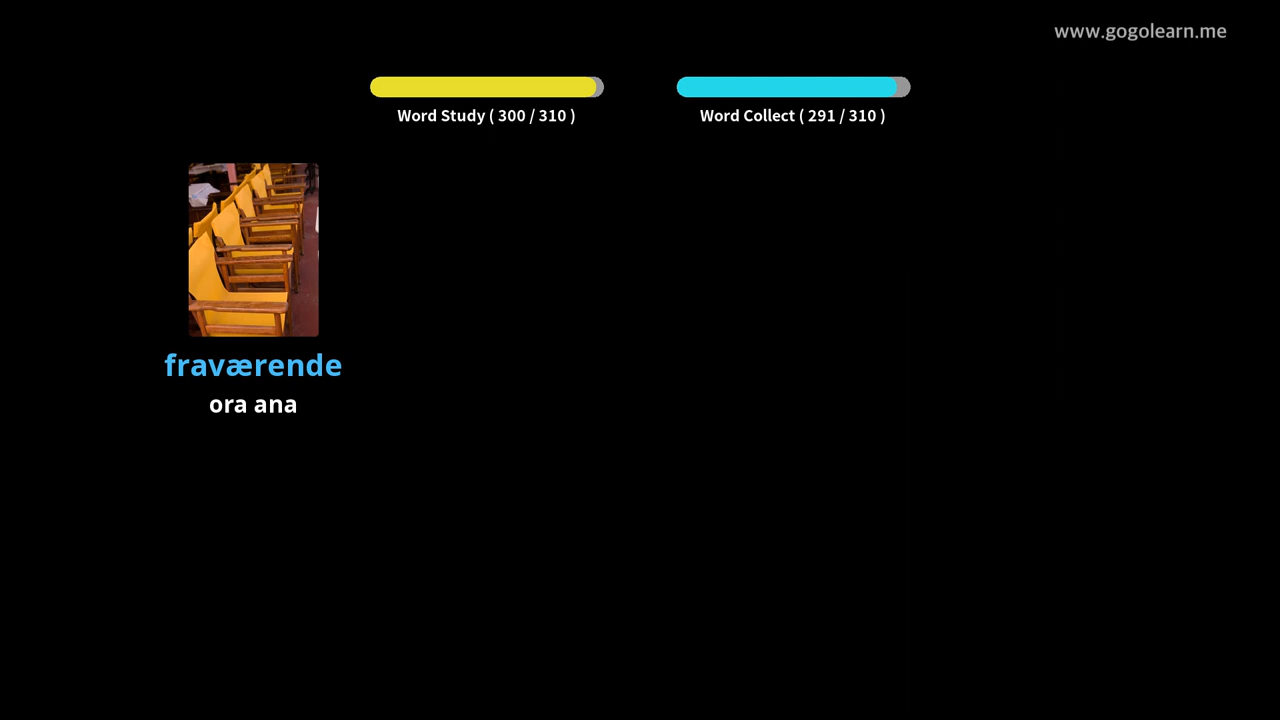 www.gogolearn.me
Word Study ( 300 / 310 )
Word Collect ( 291 / 310 )
fraværende
ora ana